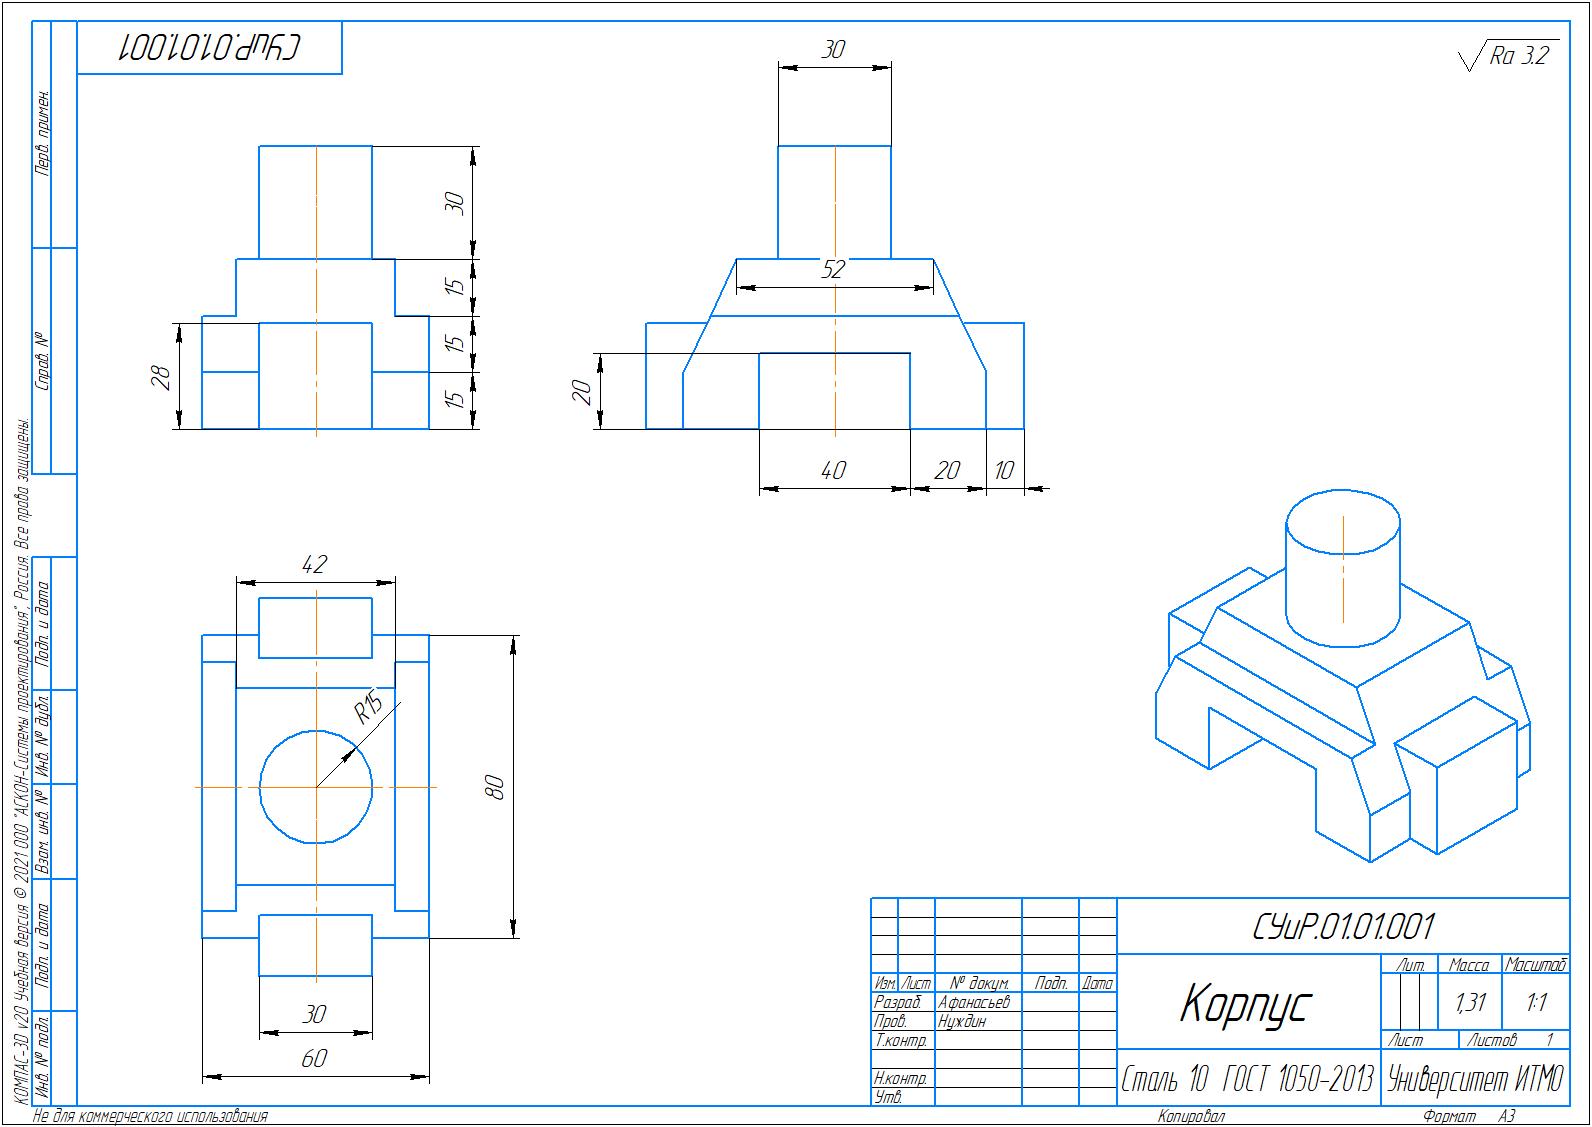 СУиР.01.01.001
Ra 3.2
Перв. примен.
Справ. №
Подп. и дата
Инв. № дубл.
Взам. инв. №
Подп. и дата
Инв. № подл.
КОМПАС-3D v20 Учебная версия © 2021 ООО "АСКОН-Системы проектирования", Россия. Все права защищены.
30
15
15
15
28
30
52
20
40
20
10
42
R15
80
30
60
СУиР.01.01.001
Изм. Лист № докум. Подп. Дата
Разраб. Афанасьев
Пров. Нуждин
Т.контр.
Н.контр.
Утв.
Корпус
Лит. Масса Масштаб
1,31 1:1
Лист Листов 1
Сталь 10 ГОСТ 1050-2013
Университет ИТМО
Не для коммерческого использования
Копировал
Формат А3